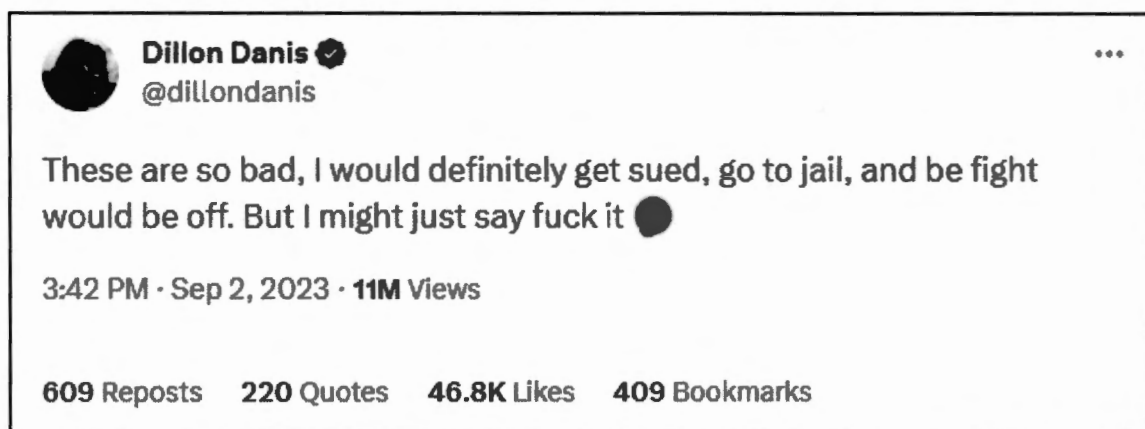 Dillon Danis
@dillondanis
These are so bad, I would definitely get sued, go to jail, and be fight
would be off. But I might just say fuck it
3:42 PM · Sep 2, 2023 · 11M Views
609 Reposts 220 Quotes 46.8K Likes 409 Bookmarks